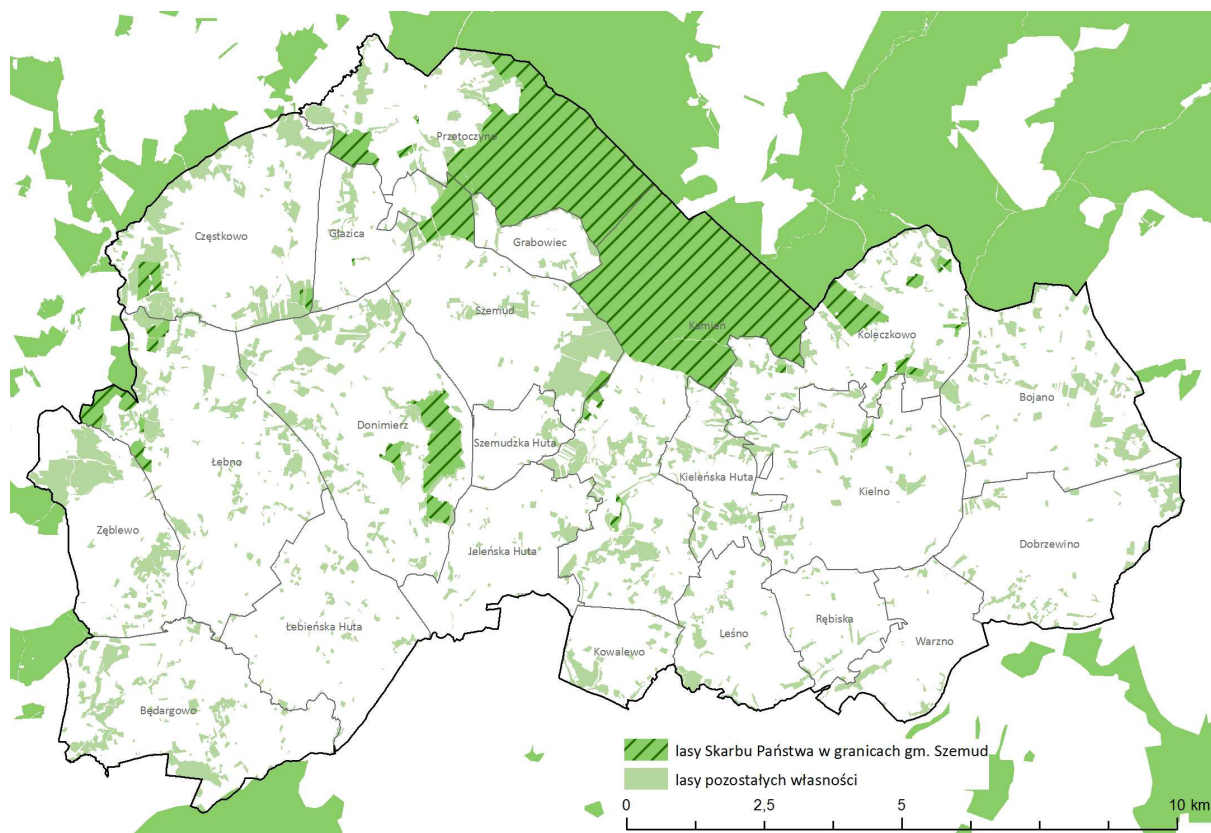 Przetoczyno
Częstkowo
Głazica
Grabowiec
Szemud
Kamień
Koleczkowo
Bojano
Donimierz
Szemudzka Huta
Łebno
Kieleńska Huta
Kielno
Zęblewo
Jeleńska Huta
Dobrzewino
Łebieńska Huta
Kowalewo
Leśno
Rębiska
Warzno
Będargowo
lasy Skarbu Państwa w granicach gm. Szemud
lasy pozostałych własności
0 2,5 5 10 km